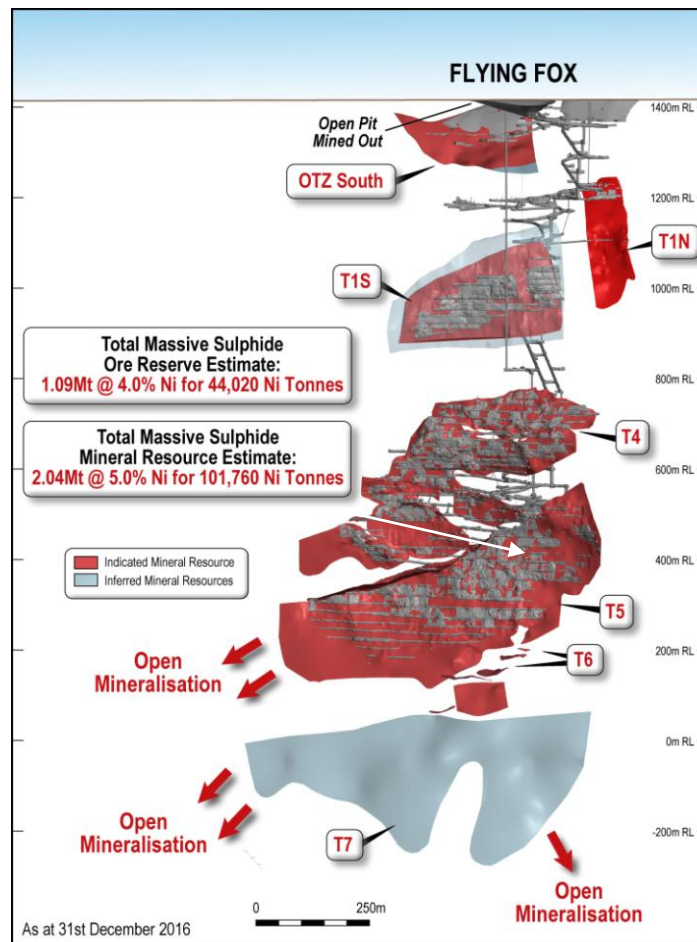 FLYING FOX
1400m RL
Open Pit
Mined Out
OTZ South
1200m RL
T1N
T1S
1000m RL
Total Massive Sulphide
Ore Reserve Estimate:
1.09Mt @ 4.0% Ni for 44,020 Ni Tonnes
800m RL
Total Massive Sulphide
Mineral Resource Estimate:
2.04Mt @ 5.0% Ni for 101,760 Ni Tonnes
T4
600m RL
Indicated Mineral Resource
Inferred Mineral Resources
400m RL
T5
Open
Mineralisation
T6
200m RL
0m RL
Open
Mineralisation
T7
-200m RL
Open
Mineralisation
0 250m
As at 31st December 2016